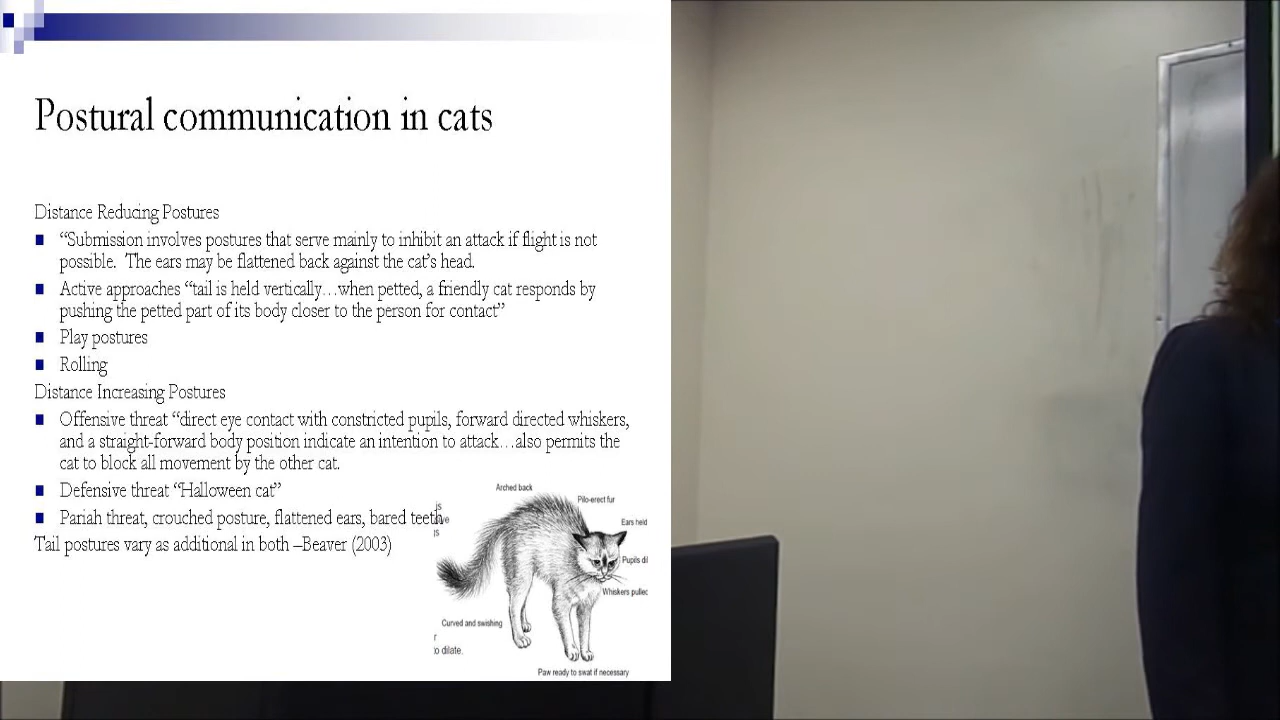 Postural communication in cats
Distance Reducing Postures
“Submission involves postures that serve mainly to inhibit an attack if flight is not
possible. The ears may be flattened back against the cat’s head.
Active approaches “tail is held vertically…when petted, a friendly cat responds by
pushing the petted part of its body closer to the person for contact”
Play postures
Rolling
Distance Increasing Postures
Offensive threat “direct eye contact with constricted pupils, forward directed whiskers,
and a straight-forward body position indicate an intention to attack…also permits the
cat to block all movement by the other cat.
Defensive threat “Halloween cat”
Pariah threat, crouched posture, flattened ears, bared teeth
Tail postures vary as additional in both –Beaver (2003)
Arched back
Pilo-erect fur
Ears held
Pupils dil
Whiskers pulled
Curved and swishing
to dilate.
Paw ready to swat if necessary